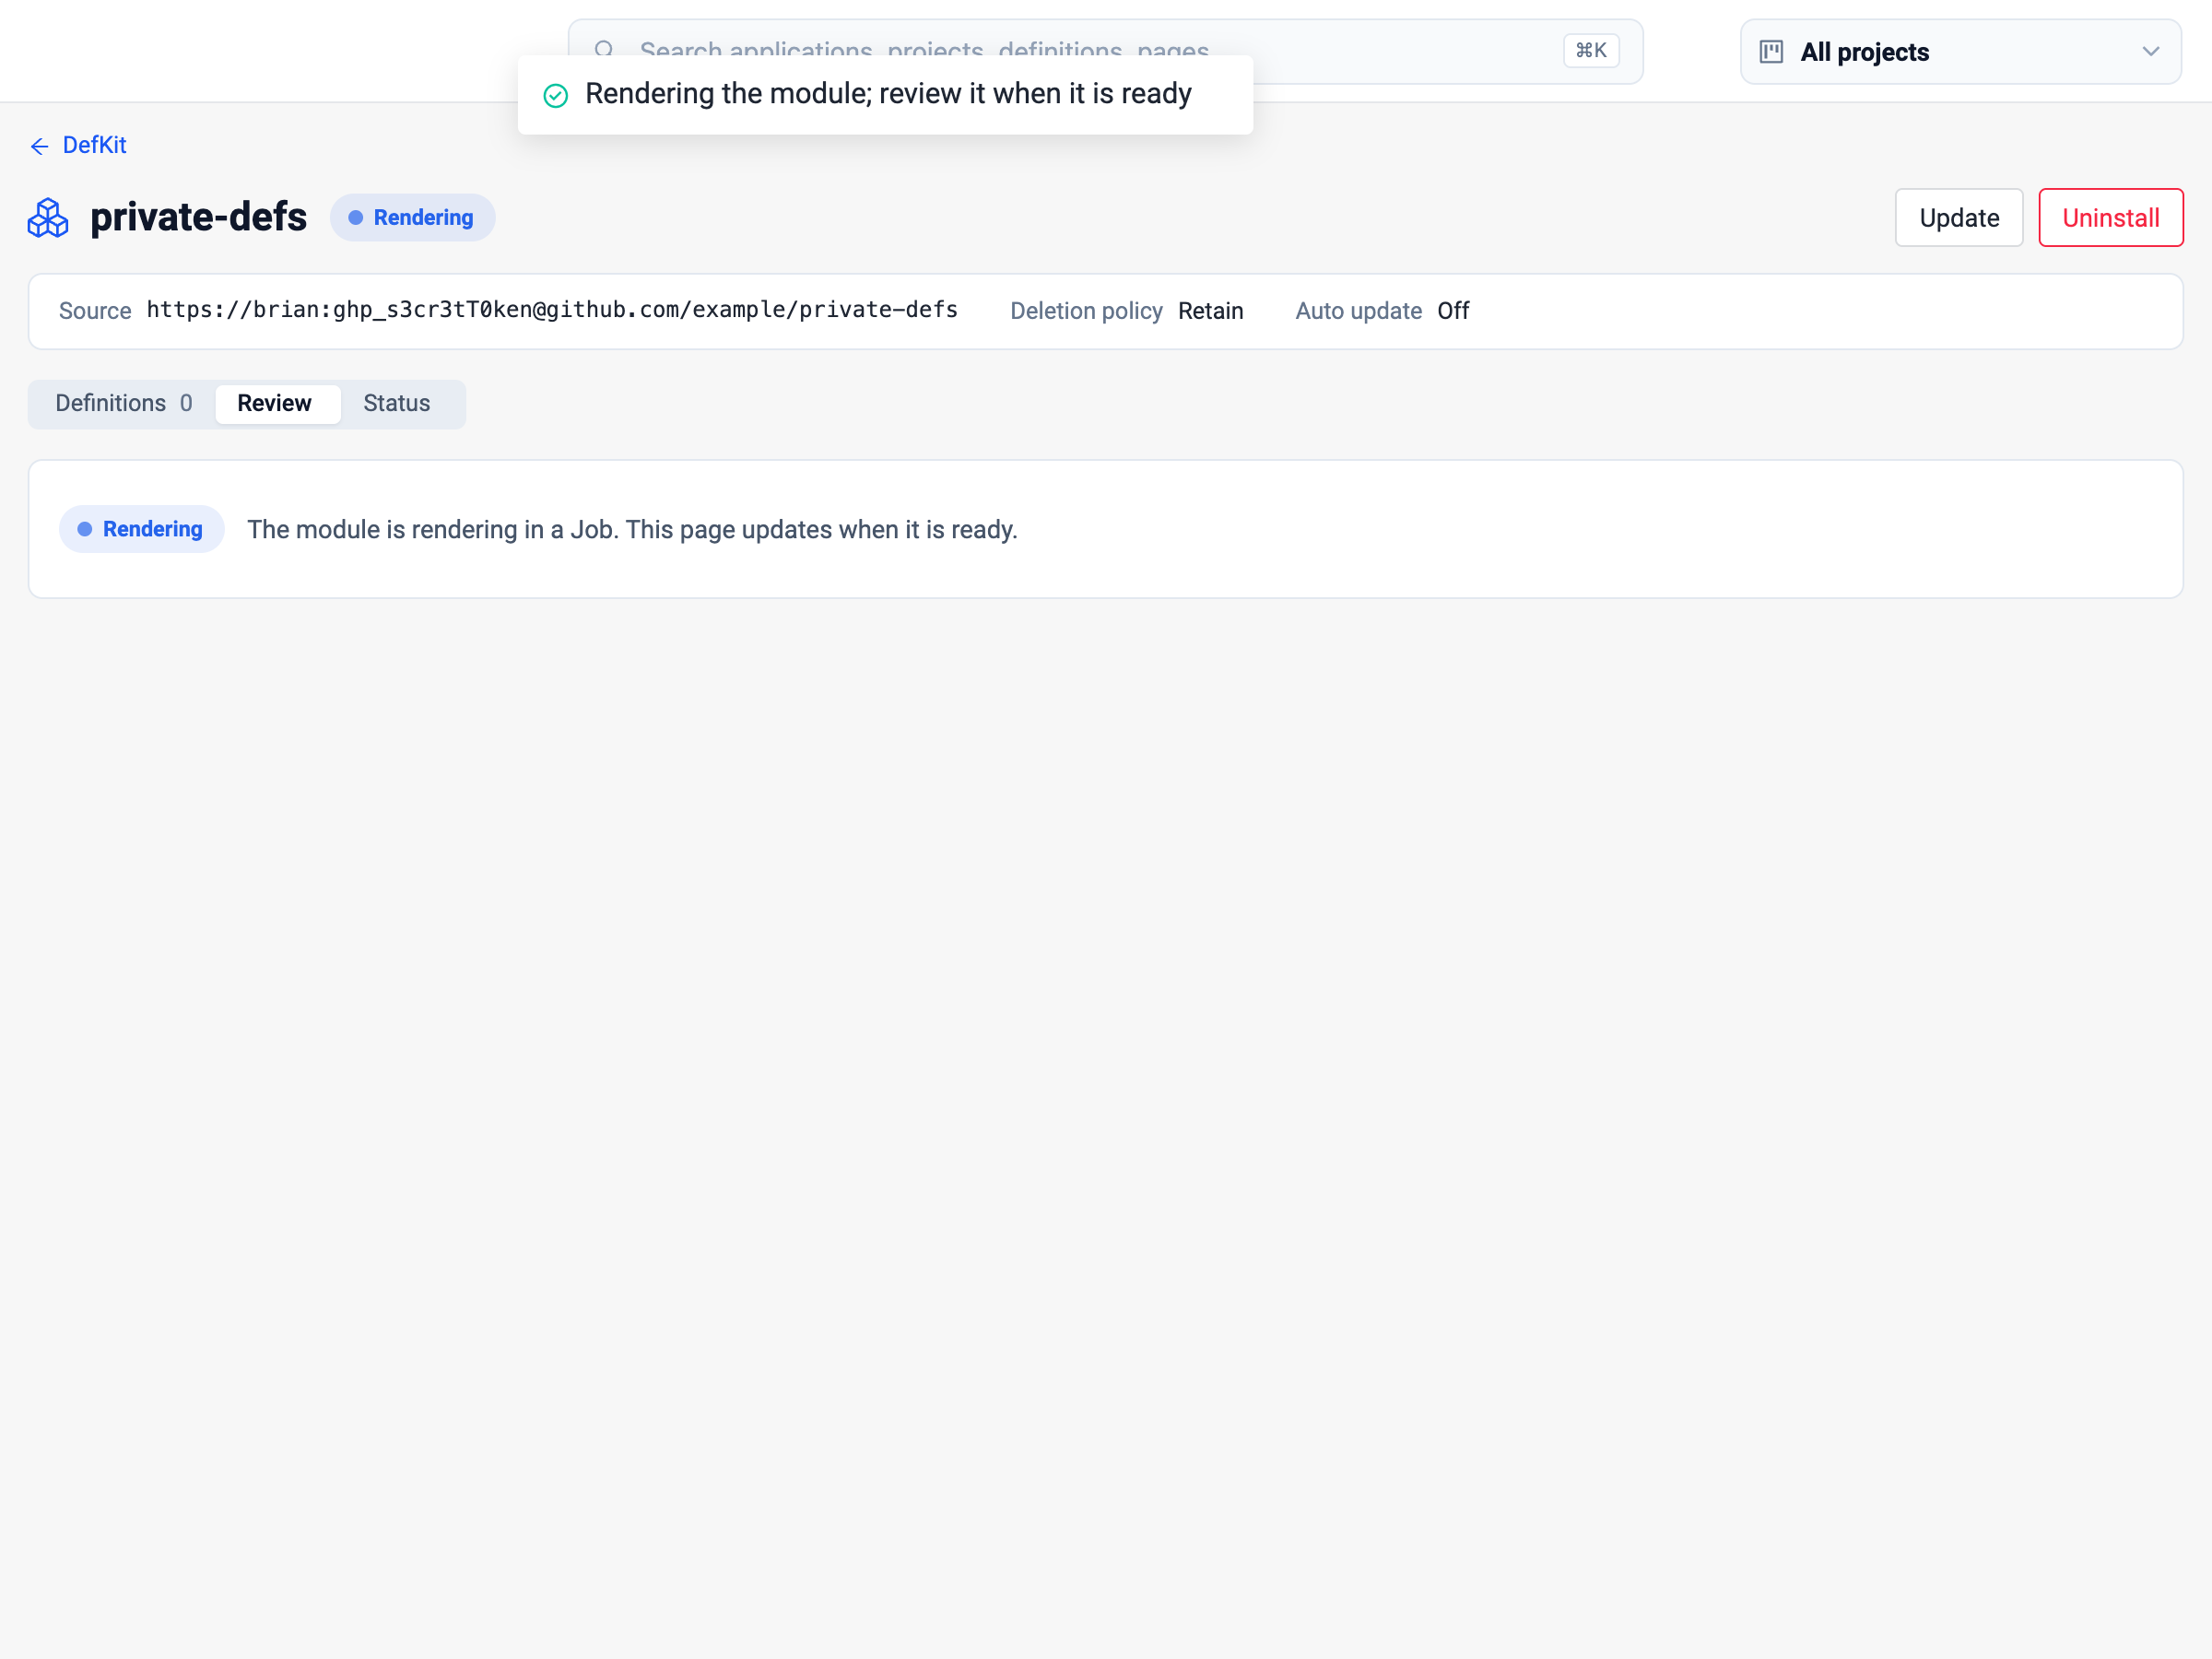 Search applications, projects, definitions, pages
⌘K
All projects
Rendering the module; review it when it is ready
DefKit
private-defs
Rendering
Update
Uninstall
Source https://brian:ghp_s3cr3tT0ken@github.com/example/private-defs Deletion policy Retain Auto update Off
Definitions 0 Review Status
Rendering The module is rendering in a Job. This page updates when it is ready.